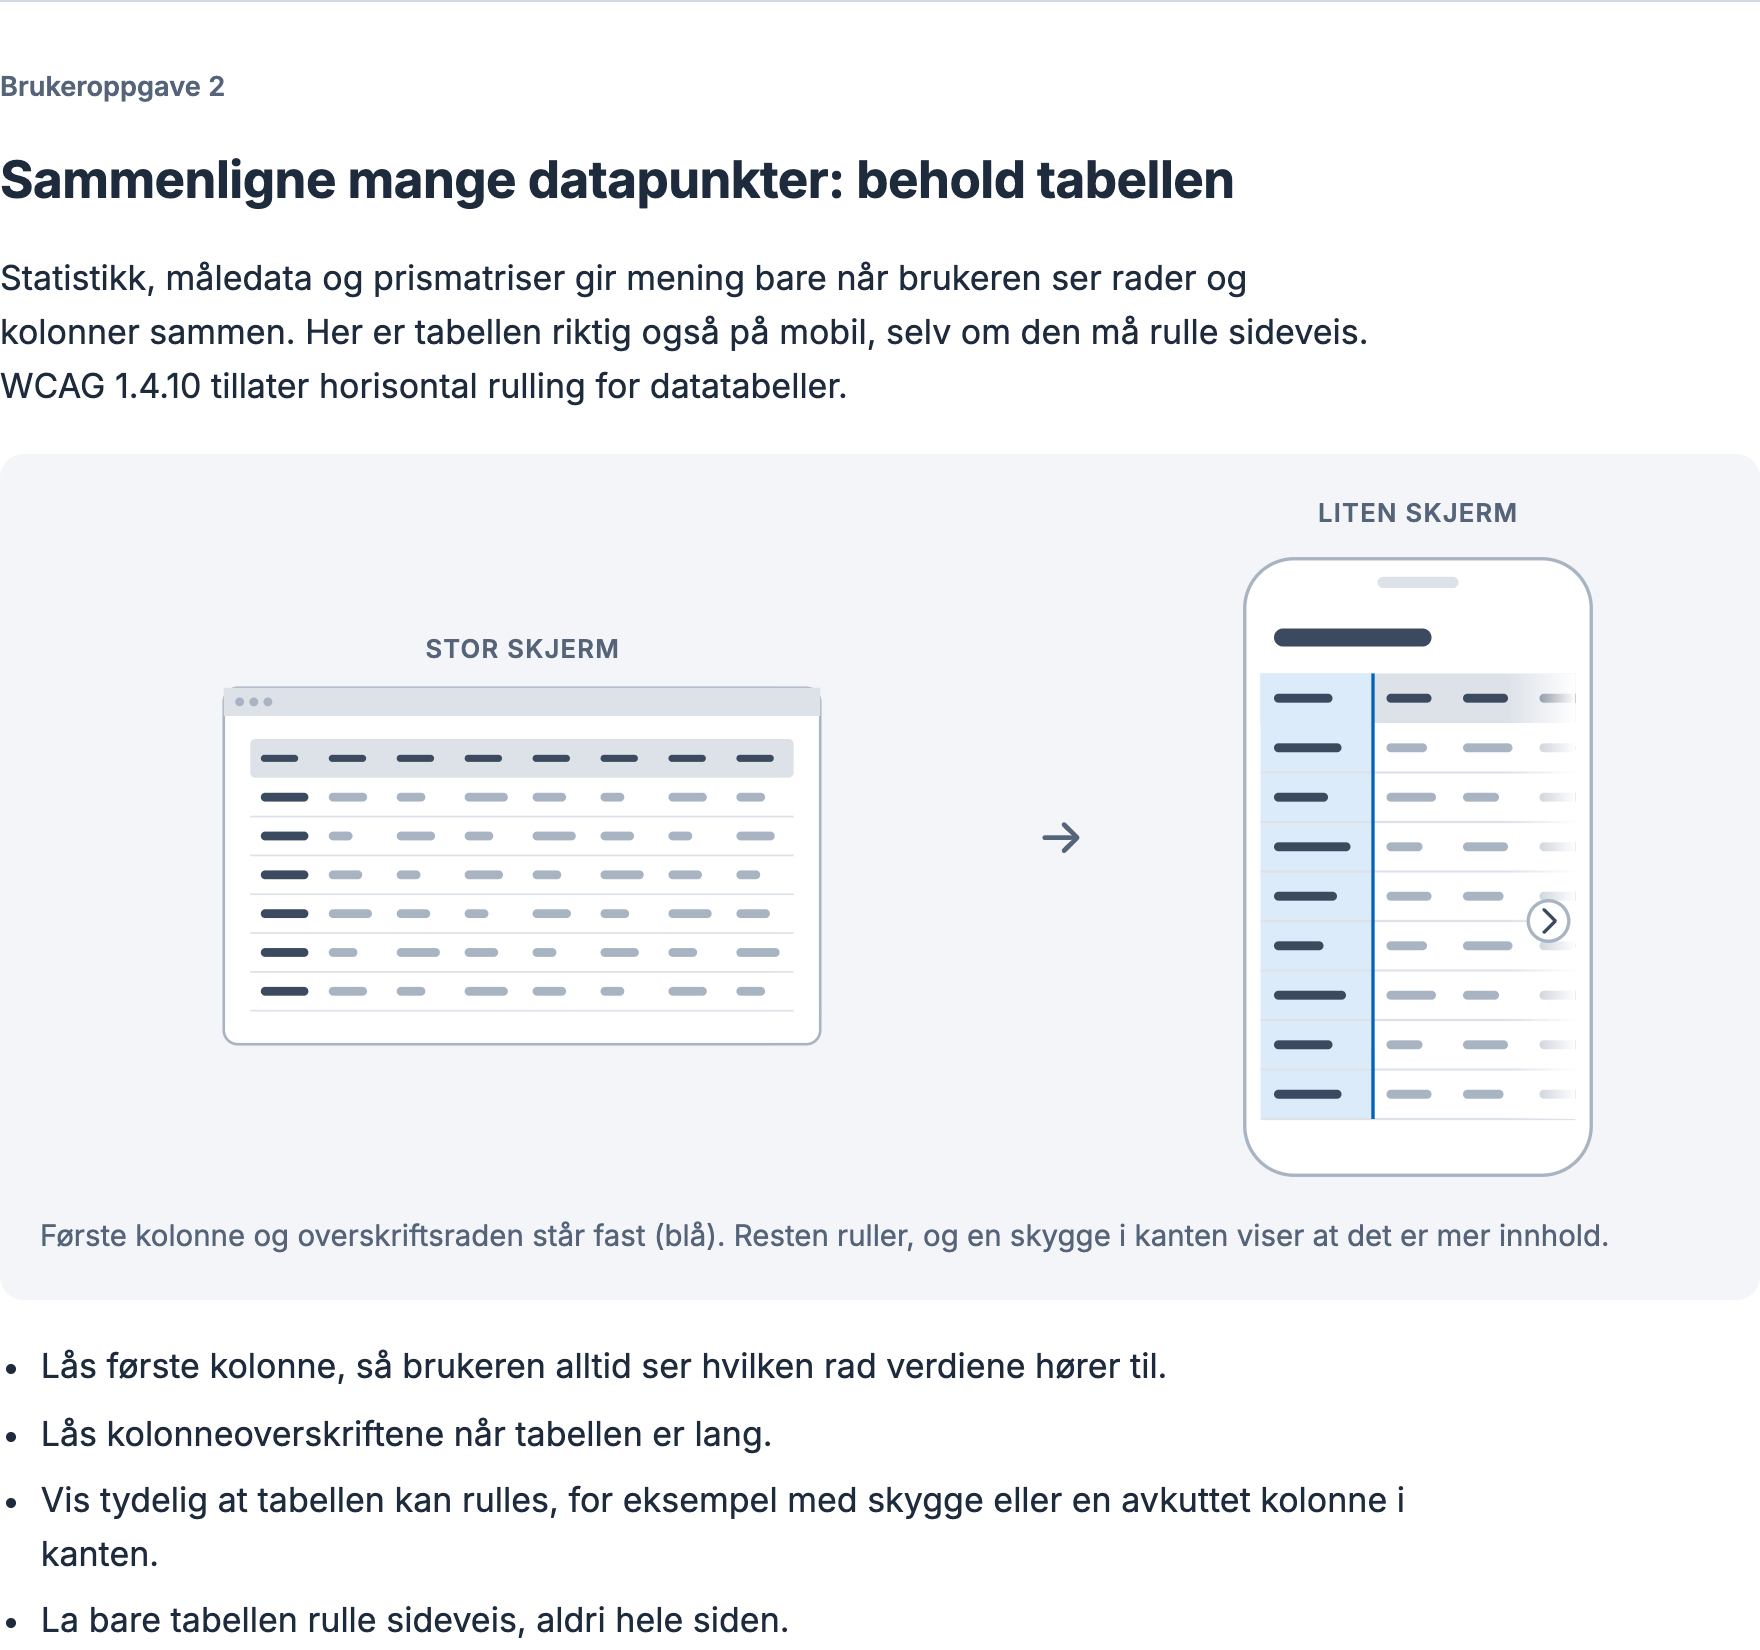 Brukeroppgave 2
Sammenligne mange datapunkter: behold tabellen
Statistikk, måledata og prismatriser gir mening bare når brukeren ser rader og
kolonner sammen. Her er tabellen riktig også på mobil, selv om den må rulle sideveis.
WCAG 1.4.10 tillater horisontal rulling for datatabeller.
STOR SKJERM
LITEN SKJERM
Første kolonne og overskriftsraden står fast (blå). Resten ruller, og en skygge i kanten viser at det er mer innhold.
• Lås første kolonne, så brukeren alltid ser hvilken rad verdiene hører til.
• Lås kolonneoverskriftene når tabellen er lang.
• Vis tydelig at tabellen kan rulles, for eksempel med skygge eller en avkuttet kolonne i
kanten.
• La bare tabellen rulle sideveis, aldri hele siden.